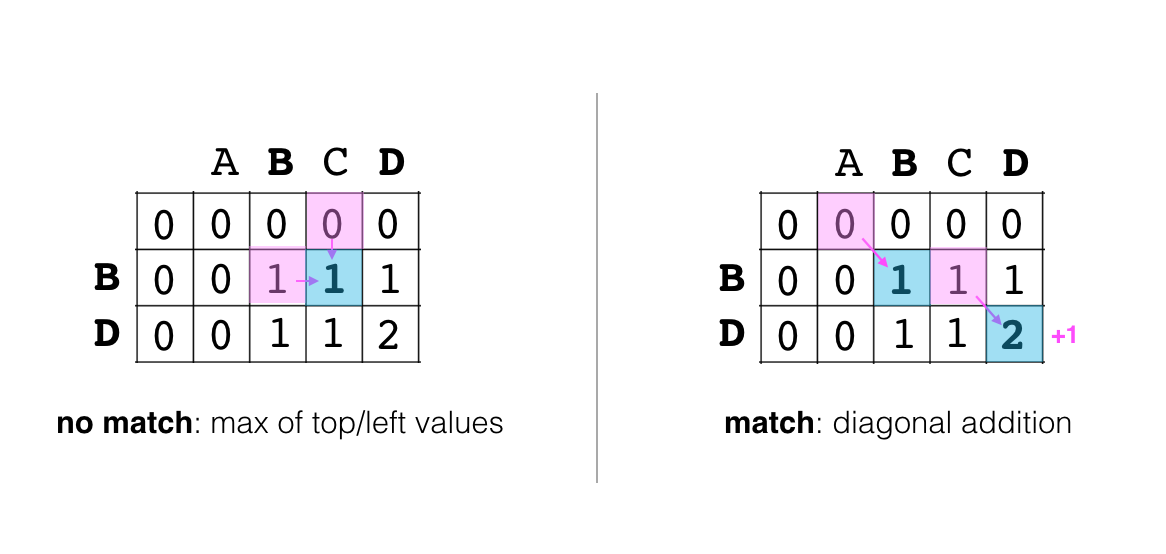 A B C D
0 0 0 0 0
B 0 0 1 1 1
D 0 0 1 1 2
no match: max of top/left values
A B C D
0 0 0 0 0
B 0 0 1 1 1
D 0 0 1 1 2 +1
match: diagonal addition